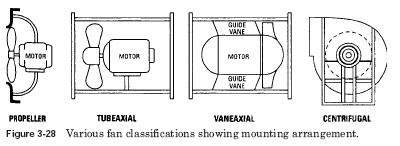 MOTOR
MOTOR
GUIDE
VANE
MOTOR
GUIDE
VANE
PROPELLER
TUBEAXIAL
VANEAXIAL
CENTRIFUGAL
Figure 3-28 Various fan classifications showing mounting arrangement.